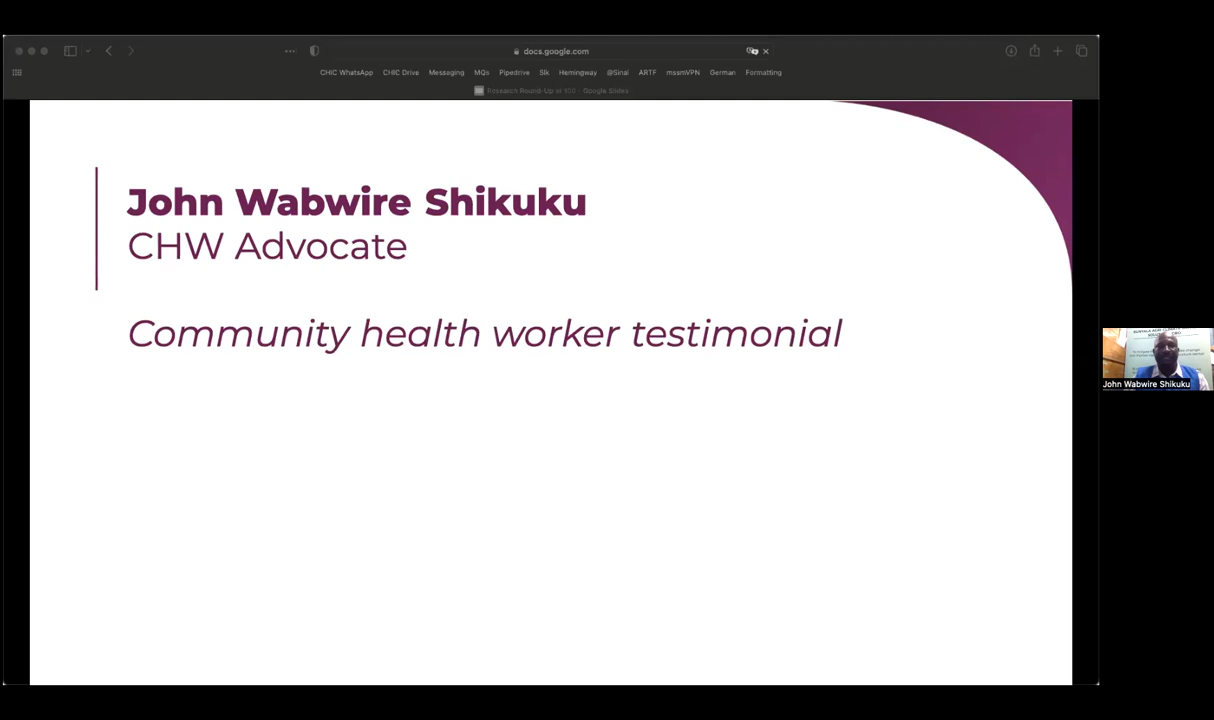 docs.google.com
CHIC WhatsApp CHIC Drive Messaging MQs Pipedrive Slk Hemingway @Sinai ARTF mssmVPN German Formatting
Research Round-Up at 100 - Google Slides
John Wabwire Shikuku
CHW Advocate
Community health worker testimonial
John Wabwire Shikuku